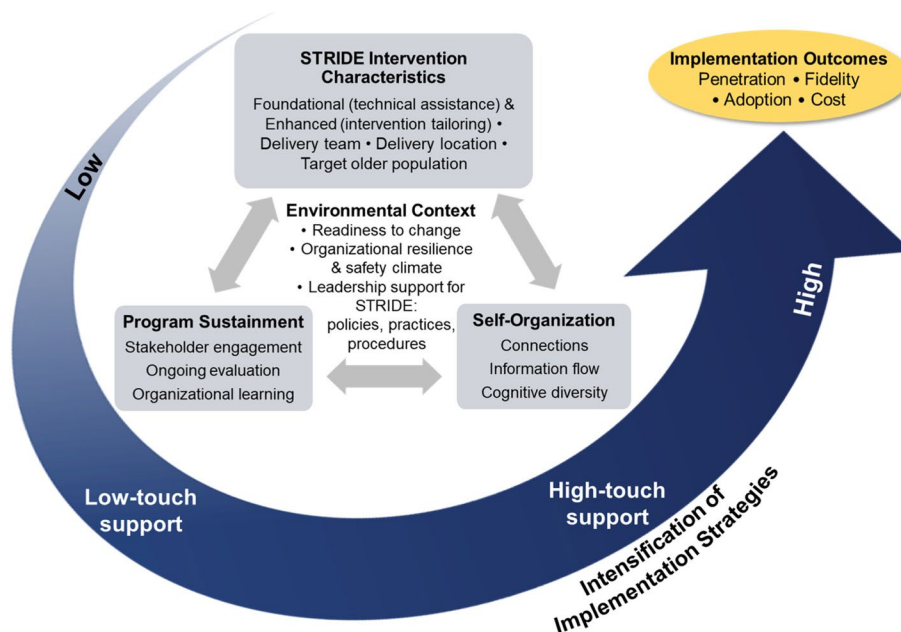 STRIDE Intervention
Characteristics
Foundational (technical assistance) &
Enhanced (intervention tailoring) •
Delivery team • Delivery location •
Target older population
Implementation Outcomes
Penetration • Fidelity
• Adoption • Cost
Low
Environmental Context
• Readiness to change
• Organizational resilience
& safety climate
• Leadership support for
STRIDE:
policies, practices,
procedures
Program Sustainment
Stakeholder engagement
Ongoing evaluation
Organizational learning
Self-Organization
Connections
Information flow
Cognitive diversity
High
Low-touch
support
High-touch
support
Intensification of
Implementation Strategies